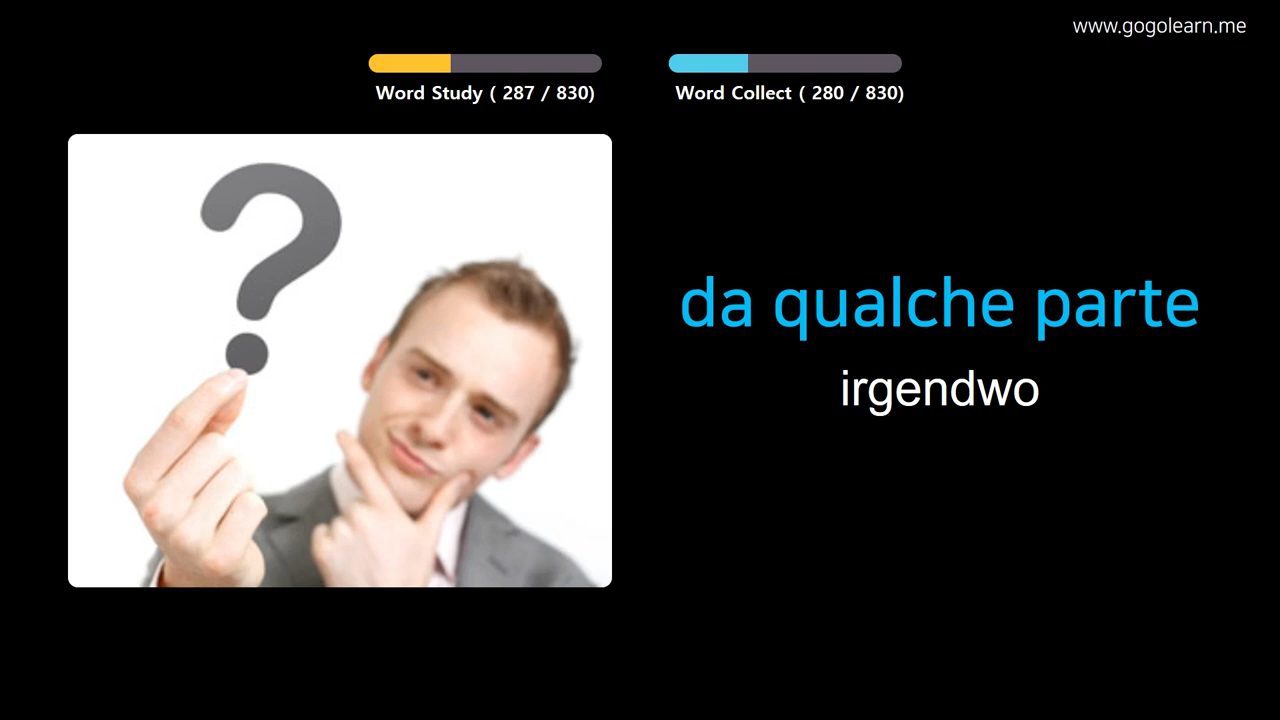 www.gogolearn.me
Word Study ( 287 / 830)
Word Collect ( 280 / 830)
?
da qualche parte
irgendwo